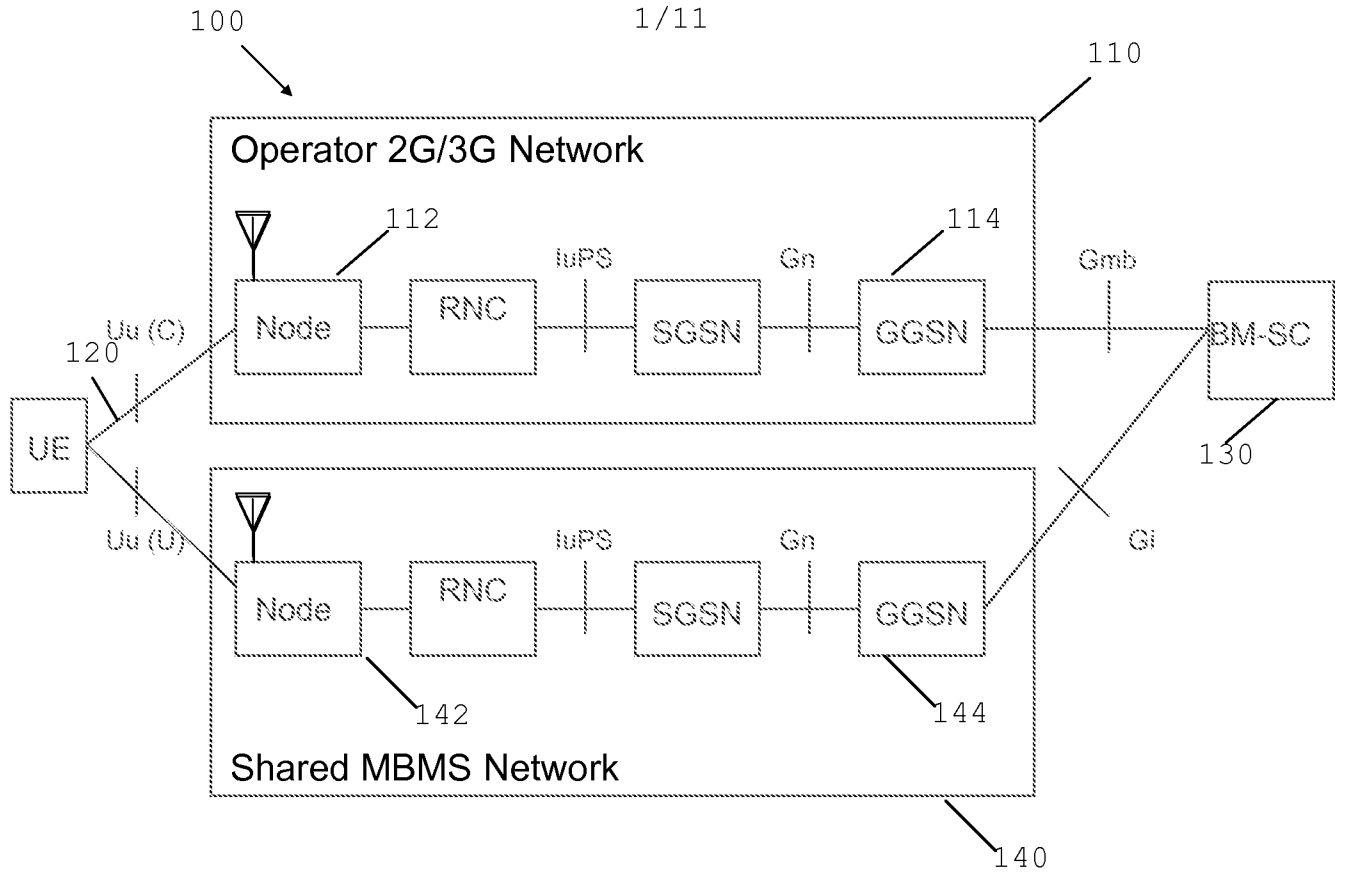 1/11
100
110
Operator 2G/3G Network
112
114
IuPS
Gn
Gmb
Node
RNC
SGSN
GGSN
BM-SC
Uu (C)
120
UE
130
Uu (U)
IuPS
Gn
Gi
Node
RNC
SGSN
GGSN
142
144
Shared MBMS Network
140